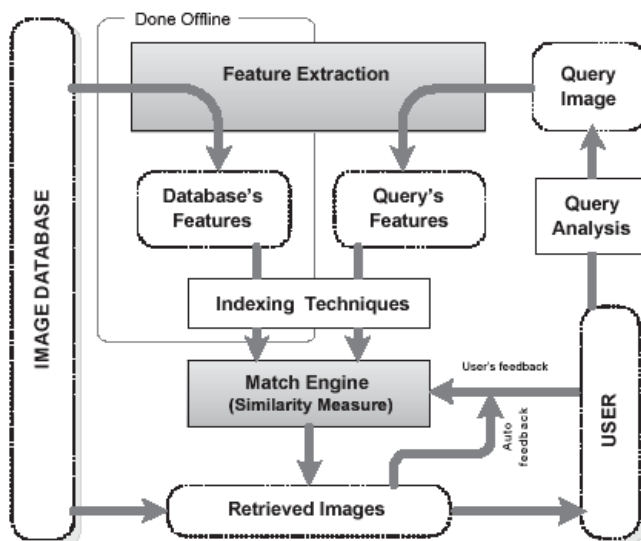 Done Offline
Feature Extraction
Query
Image
IMAGE DATABASE
Database's
Features
Query's
Features
Query
Analysis
Indexing Techniques
Match Engine
(Similarity Measure)
User's feedback
Auto
feedback
USER
Retrieved Images